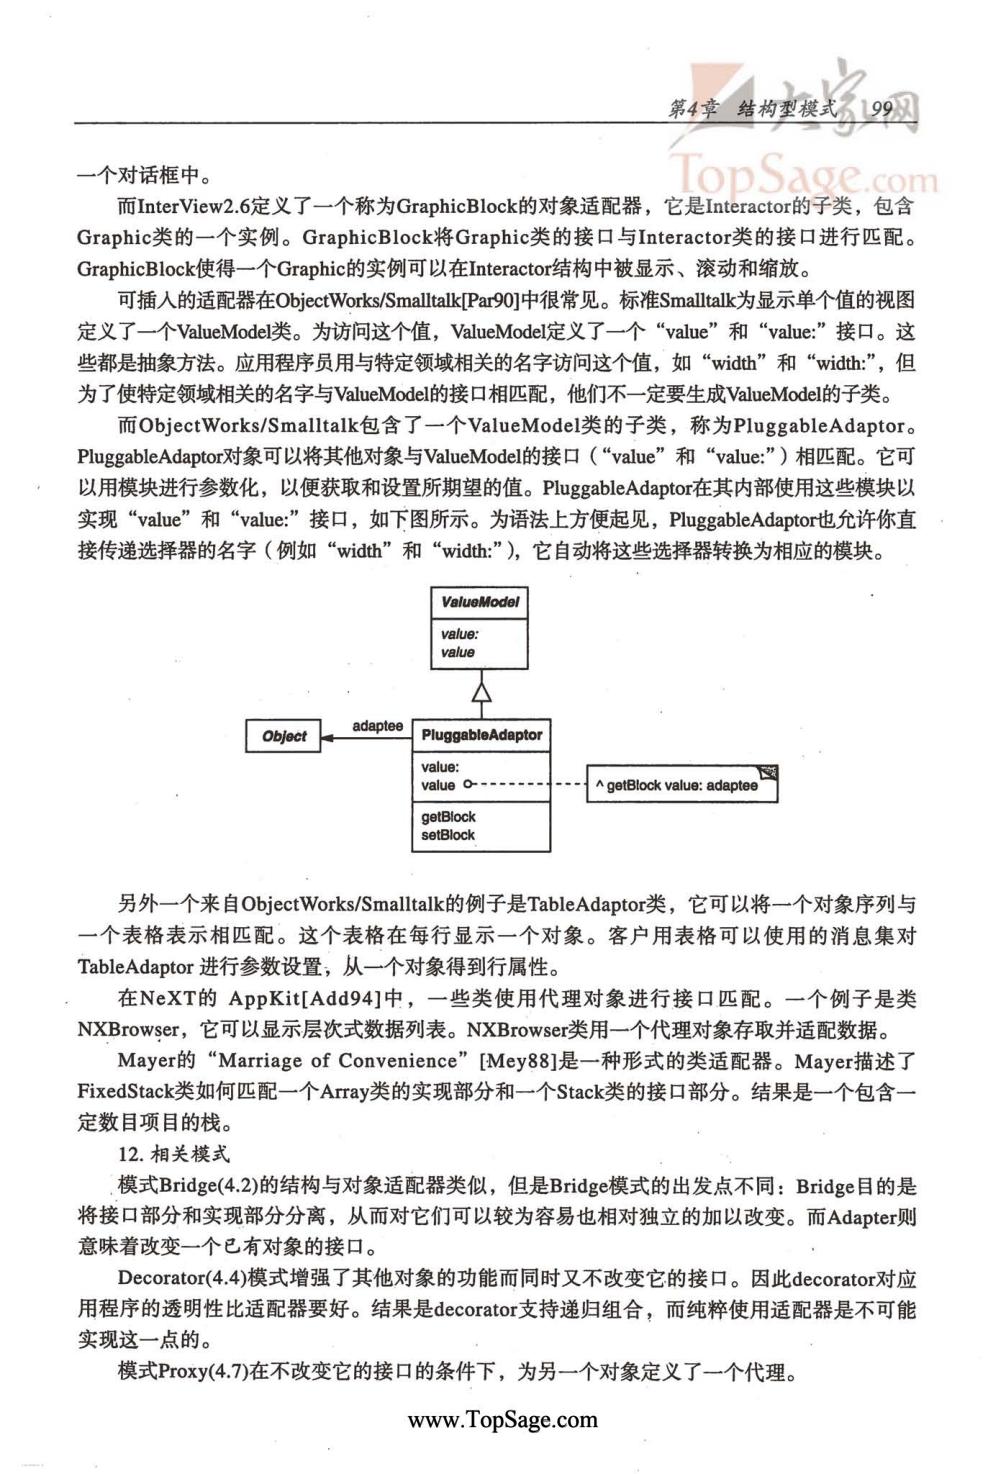 第4章 结构型模式 99
大家网
TopSage.com
一个对话框中。
而InterView2.6定义了一个称为GraphicBlock的对象适配器，它是Interactor的子类，包含
Graphic类的一个实例。GraphicBlock将Graphic类的接口与Interactor类的接口进行匹配。
GraphicBlock使得一个Graphic的实例可以在Interactor结构中被显示、滚动和缩放。
可插入的适配器在ObjectWorks/Smalltalk[Par90]中很常见。标准Smalltalk为显示单个值的视图
定义了一个ValueModel类。为访问这个值，ValueModel定义了一个“value”和“value:”接口。这
些都是抽象方法。应用程序员用与特定领域相关的名字访问这个值，如“width”和“width:”，但
为了使特定领域相关的名字与ValueModel的接口相匹配，他们不一定要生成ValueModel的子类。
而ObjectWorks/Smalltalk包含了一个ValueModel类的子类，称为PluggableAdaptor。
PluggableAdaptor对象可以将其他对象与ValueModel的接口（“value”和“value:”）相匹配。它可
以用模块进行参数化，以便获取和设置所期望的值。PluggableAdaptor在其内部使用这些模块以
实现“value”和“value:”接口，如下图所示。为语法上方便起见，PluggableAdaptor也允许你直
接传递选择器的名字（例如“width”和“width:”），它自动将这些选择器转换为相应的模块。
ValueModel
value:
value
Object
adaptee
PluggableAdaptor
value:
value
^ getBlock value: adaptee
getBlock
setBlock
另外一个来自ObjectWorks/Smalltalk的例子是TableAdaptor类，它可以将一个对象序列与
一个表格表示相匹配。这个表格在每行显示一个对象。客户用表格可以使用的消息集对
TableAdaptor 进行参数设置，从一个对象得到行属性。
在NeXT的 AppKit[Add94]中，一些类使用代理对象进行接口匹配。一个例子是类
NXBrowser，它可以显示层次式数据列表。NXBrowser类用一个代理对象存取并适配数据。
Mayer的“Marriage of Convenience”[Mey88]是一种形式的类适配器。Mayer描述了
FixedStack类如何匹配一个Array类的实现部分和一个Stack类的接口部分。结果是一个包含一
定数目项目的栈。
12. 相关模式
模式Bridge(4.2)的结构与对象适配器类似，但是Bridge模式的出发点不同：Bridge目的是
将接口部分和实现部分分离，从而对它们可以较为容易也相对独立的加以改变。而Adapter则
意味着改变一个已有对象的接口。
Decorator(4.4)模式增强了其他对象的功能而同时又不改变它的接口。因此decorator对应
用程序的透明性比适配器要好。结果是decorator支持递归组合，而纯粹使用适配器是不可能
实现这一点的。
模式Proxy(4.7)在不改变它的接口的条件下，为另一个对象定义了一个代理。
www.TopSage.com